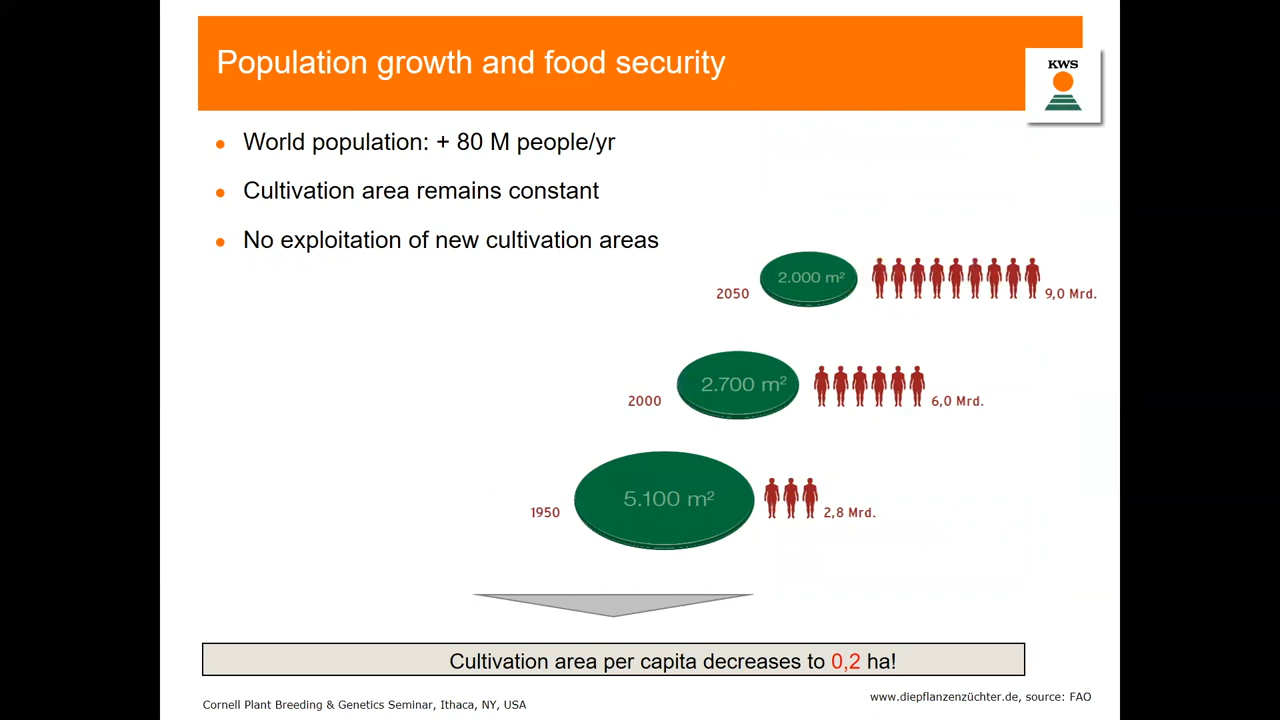 Population growth and food security
KWS
World population: + 80 M people/yr
Cultivation area remains constant
No exploitation of new cultivation areas
2050 2.000 m² 9,0 Mrd.
2000 2.700 m² 6,0 Mrd.
1950 5.100 m² 2,8 Mrd.
Cultivation area per capita decreases to 0,2 ha!
Cornell Plant Breeding & Genetics Seminar, Ithaca, NY, USA
www.diepflanzenzüchter.de, source: FAO